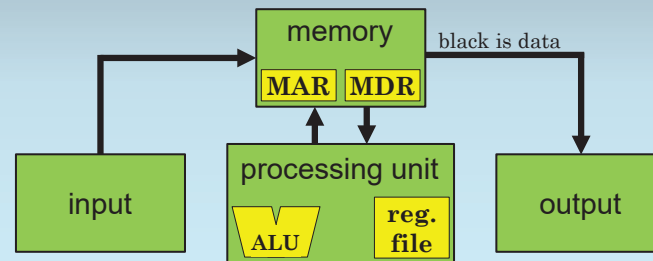 memory
black is data
MAR
MDR
processing unit
input
ALU
reg.
file
output